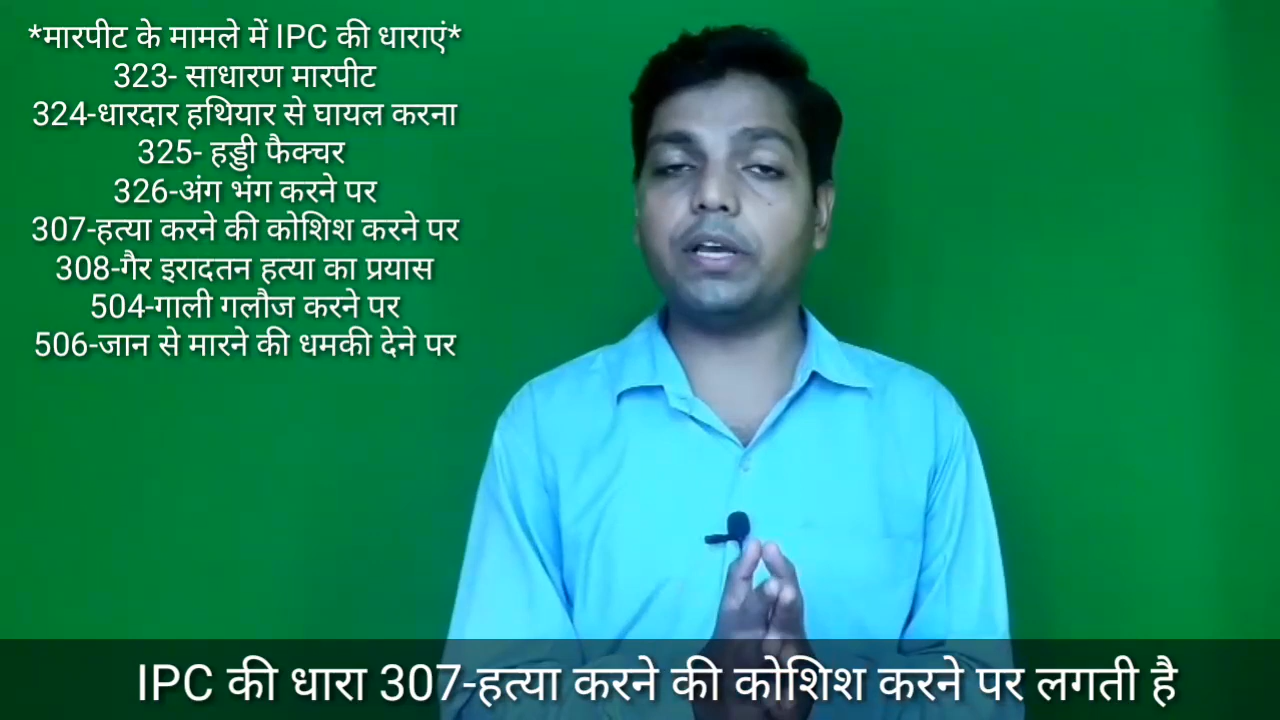 *मारपीट के मामले में IPC की धाराएं*
323- साधारण मारपीट
324-धारदार हथियार से घायल करना
325- हड्डी फैक्चर
326-अंग भंग करने पर
307-हत्या करने की कोशिश करने पर
308-गैर इरादतन हत्या का प्रयास
504-गाली गलौज करने पर
506-जान से मारने की धमकी देने पर
IPC की धारा 307-हत्या करने की कोशिश करने पर लगती है